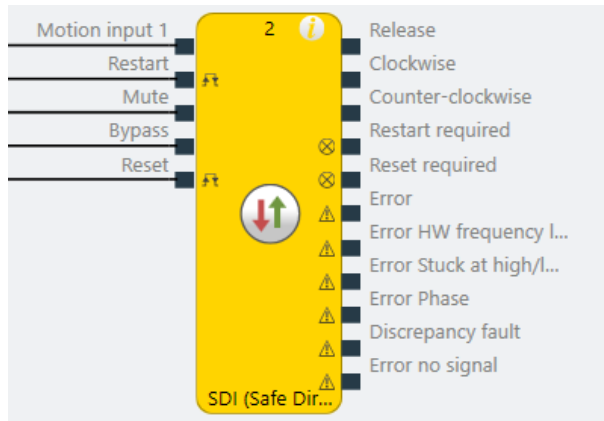 Motion input 1
Restart
Mute
Bypass
Reset
2
i
SDI (Safe Dir...
Release
Clockwise
Counter-clockwise
Restart required
Reset required
Error
Error HW frequency l...
Error Stuck at high/l...
Error Phase
Discrepancy fault
Error no signal